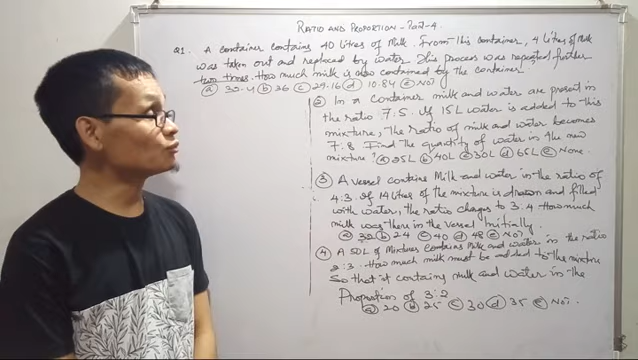 RATIO AND PROPORTION - Part-4
Q1. A container contains 40 litres of milk. From this container, 4 litres of milk
was taken out and replaced by water. This process was repeated further
two times. How much milk is also contained by the container.
(a) 30.4 (b) 36 (c) 29.16 (d) 10.84 (e) NOT
(2) In a container milk and water are present in
the ratio 7:5. If 15L water is added to this
mixture, the ratio of milk and water becomes
7:8. Find the quantity of water in the new
mixture? (a) 25L (b) 40L (c) 30L (d) 65L (e) None.
(3) A vessel contains Milk and water in the ratio of
4:3. If 14 litres of the mixture is drawn and filled
with water, the ratio changes to 3:4. How much
milk was there in the vessel Initially.
(a) 32 (b) 24 (c) 40 (d) 48 (e) NOT
(4) A 50L of Mixtures contains Milk and water in the ratio
2:3. How much milk must be added to the mixture
So that it contains milk and water in the
Proportion of 3:2
(a) 20 (b) 25 (c) 30 (d) 35 (e) Not.